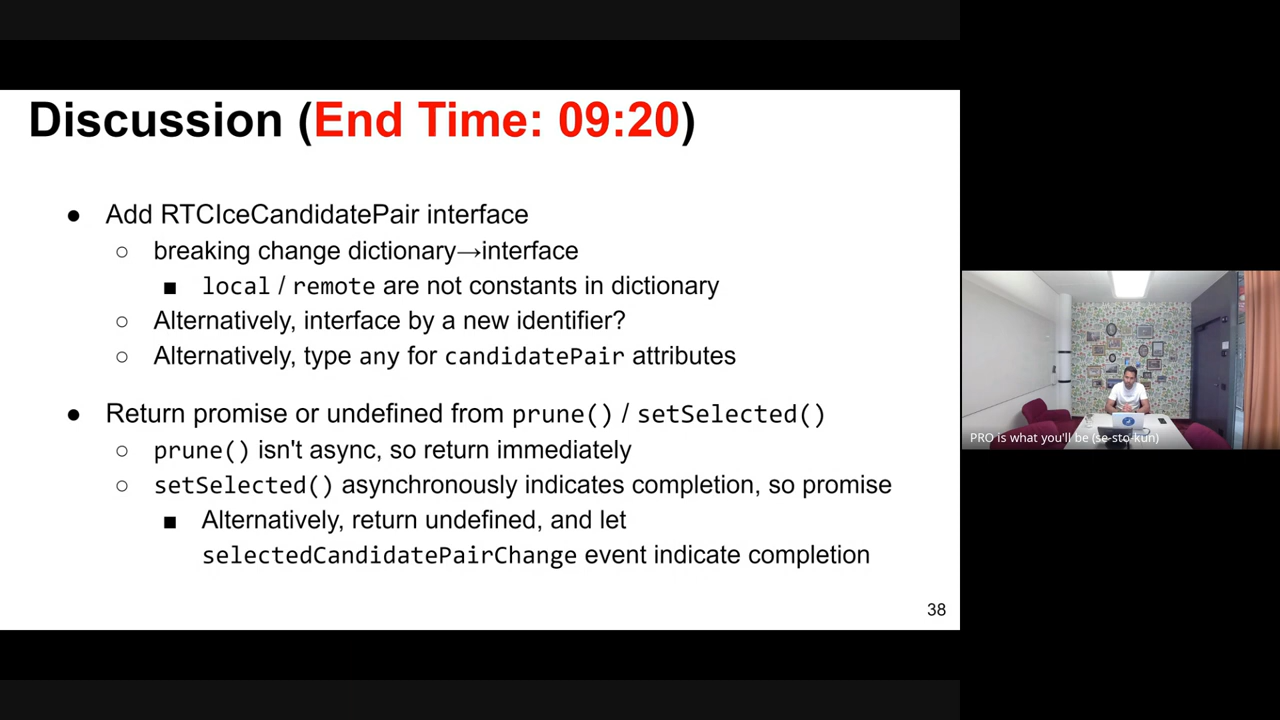 Discussion (End Time: 09:20)
● Add RTCIceCandidatePair interface
○ breaking change dictionary→interface
■ local / remote are not constants in dictionary
○ Alternatively, interface by a new identifier?
○ Alternatively, type any for candidatePair attributes
● Return promise or undefined from prune() / setSelected()
○ prune() isn't async, so return immediately
○ setSelected() asynchronously indicates completion, so promise
■ Alternatively, return undefined, and let
selectedCandidatePairChange event indicate completion
38
PRO is what you'll be (se-sto-kun)